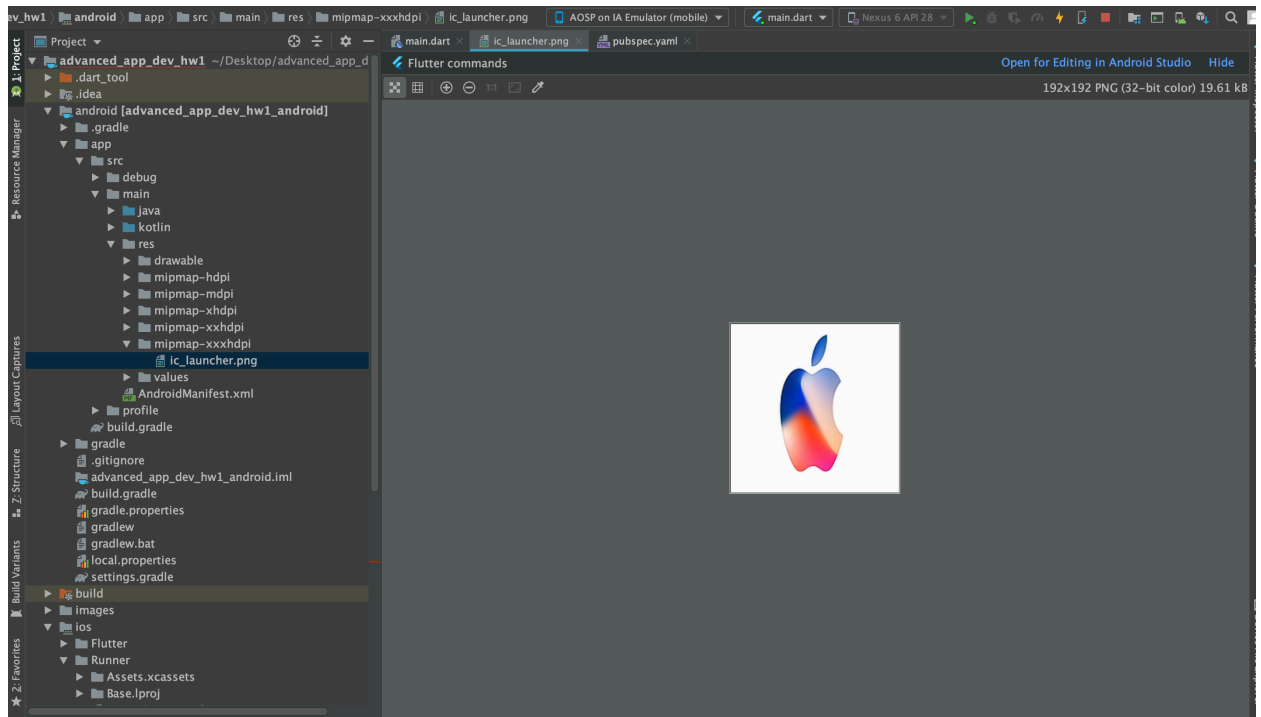 ev_hw1 android app src main res mipmap-xxxhdpi ic_launcher.png AOSP on IA Emulator (mobile) main.dart Nexus 6 API 28
Project main.dart ic_launcher.png pubspec.yaml
Flutter commands Open for Editing in Android Studio Hide
1:1 192x192 PNG (32-bit color) 19.61 kB
1: Project
Resource Manager
Layout Captures
Z: Structure
Build Variants
2: Favorites
advanced_app_dev_hw1 ~/Desktop/advanced_app_d
.dart_tool
.idea
android [advanced_app_dev_hw1_android]
.gradle
app
src
debug
main
java
kotlin
res
drawable
mipmap-hdpi
mipmap-mdpi
mipmap-xhdpi
mipmap-xxhdpi
mipmap-xxxhdpi
ic_launcher.png
values
AndroidManifest.xml
profile
build.gradle
gradle
.gitignore
advanced_app_dev_hw1_android.iml
build.gradle
gradle.properties
gradlew
gradlew.bat
local.properties
settings.gradle
build
images
ios
Flutter
Runner
Assets.xcassets
Base.lproj